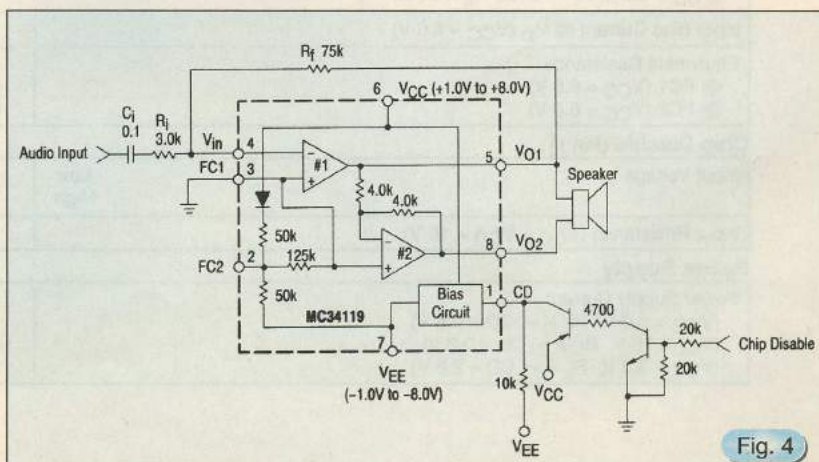 Rf 75k
6
VCC (+1.0V to +8.0V)
Ci
0.1
Ri
3.0k
Vin
4
Audio Input
FC1
3
#1
5
VO1
Speaker
4.0k
4.0k
50k
2
FC2
125k
#2
8
VO2
50k
Bias
Circuit
1
CD
MC34119
7
VEE
(−1.0V to −8.0V)
4700
20k
Chip Disable
20k
10k
VCC
VEE
Fig. 4